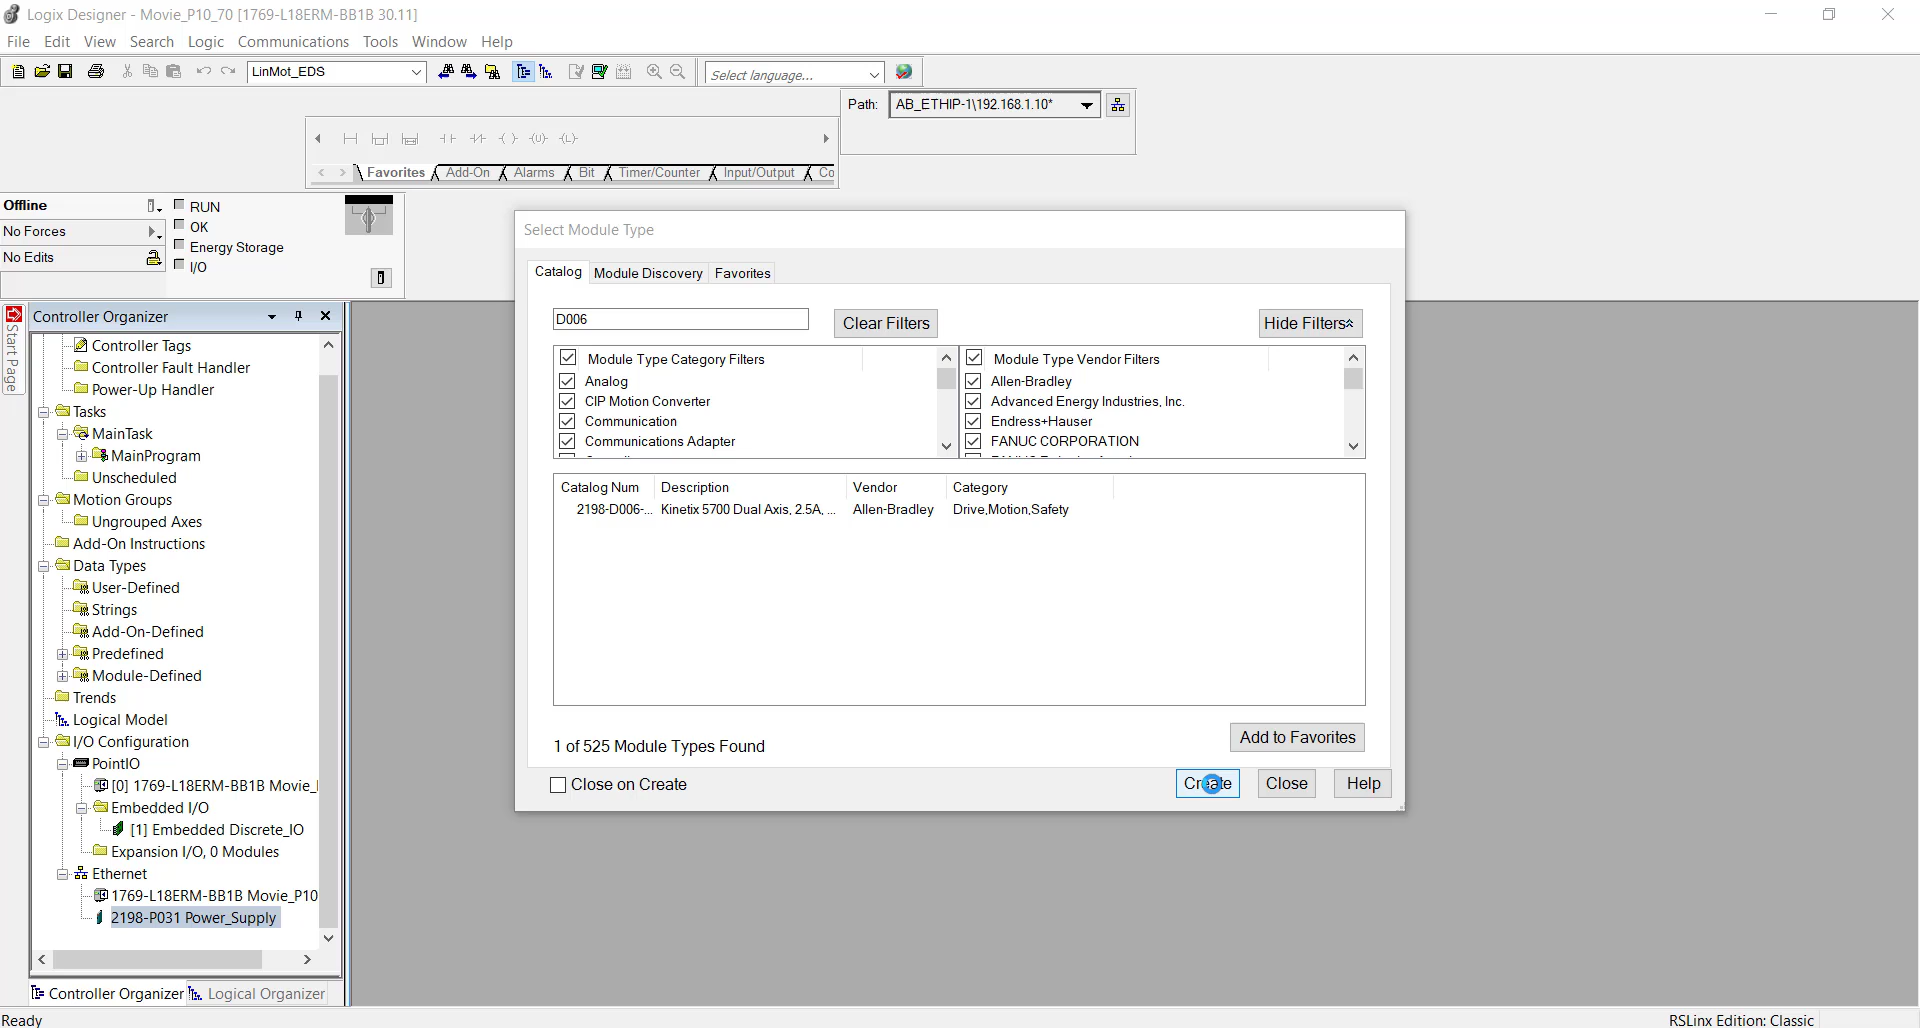 Logix Designer - Movie_P10_70 [1769-L18ERM-BB1B 30.11]
File Edit View Search Logic Communications Tools Window Help
LinMot_EDS
Select language...
Path: AB_ETHIP-1\192.168.1.10*
Favorites Add-On Alarms Bit Timer/Counter Input/Output Co
Offline
No Forces
No Edits
RUN
OK
Energy Storage
I/O
Start Page
Controller Organizer
Controller Tags
Controller Fault Handler
Power-Up Handler
Tasks
MainTask
MainProgram
Unscheduled
Motion Groups
Ungrouped Axes
Add-On Instructions
Data Types
User-Defined
Strings
Add-On-Defined
Predefined
Module-Defined
Trends
Logical Model
I/O Configuration
PointIO
[0] 1769-L18ERM-BB1B Movie_
Embedded I/O
[1] Embedded Discrete_IO
Expansion I/O, 0 Modules
Ethernet
1769-L18ERM-BB1B Movie_P10
2198-P031 Power_Supply
Controller Organizer Logical Organizer
Select Module Type
Catalog Module Discovery Favorites
D006
Clear Filters
Hide Filters
Module Type Category Filters
Analog
CIP Motion Converter
Communication
Communications Adapter
Module Type Vendor Filters
Allen-Bradley
Advanced Energy Industries, Inc.
Endress+Hauser
FANUC CORPORATION
Catalog Num Description Vendor Category
2198-D006-... Kinetix 5700 Dual Axis, 2.5A, ... Allen-Bradley Drive,Motion,Safety
1 of 525 Module Types Found
Add to Favorites
Close on Create
Create Close Help
Ready
RSLinx Edition: Classic